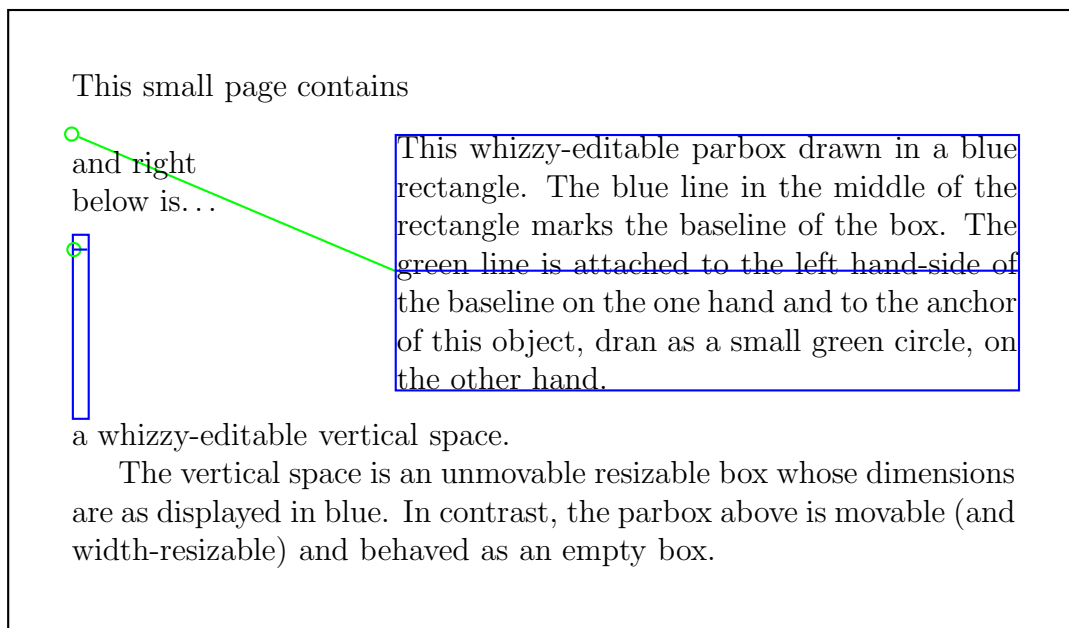 This small page contains
and right
below is…
This whizzy-editable parbox drawn in a blue
rectangle. The blue line in the middle of the
rectangle marks the baseline of the box. The
green line is attached to the left hand-side of
the baseline on the one hand and to the anchor
of this object, dran as a small green circle, on
the other hand.
a whizzy-editable vertical space.
The vertical space is an unmovable resizable box whose dimensions
are as displayed in blue. In contrast, the parbox above is movable (and
width-resizable) and behaved as an empty box.